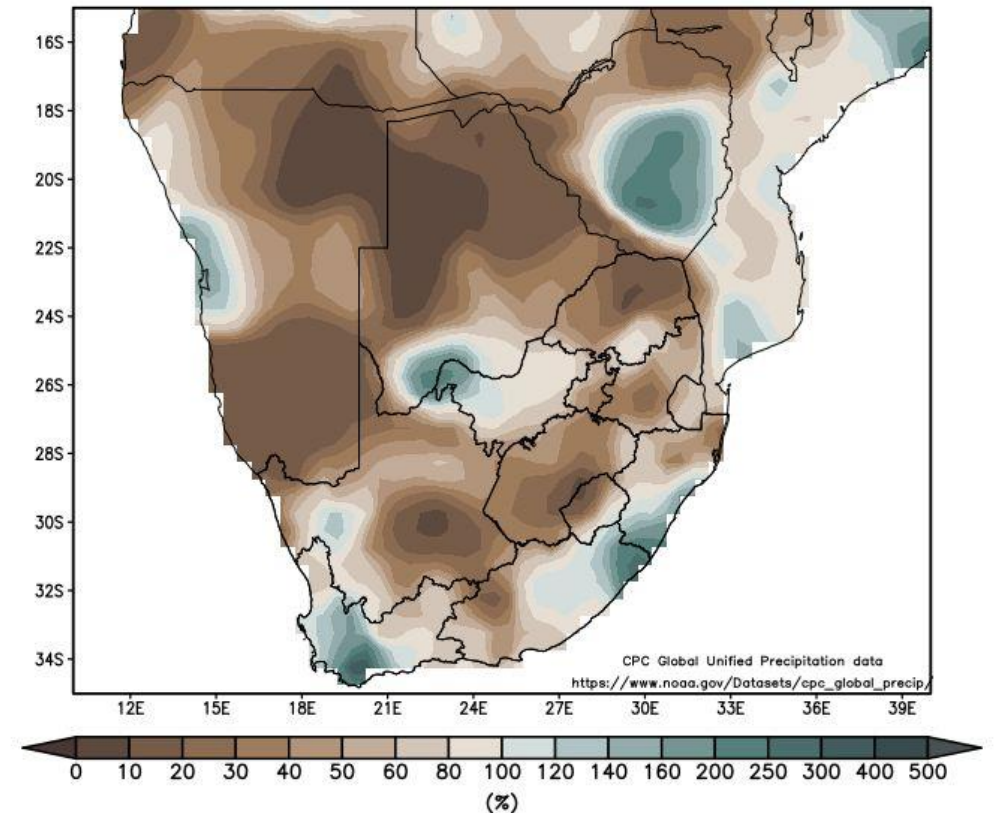 16S
18S
20S
22S
24S
26S
28S
30S
32S
34S
CPC Global Unified Precipitation data
https://www.noaa.gov/Datasets/cpc_global_precip/
12E 15E 18E 21E 24E 27E 30E 33E 36E 39E
0 10 20 30 40 50 60 80 100 120 140 160 200 250 300 400 500
(%)